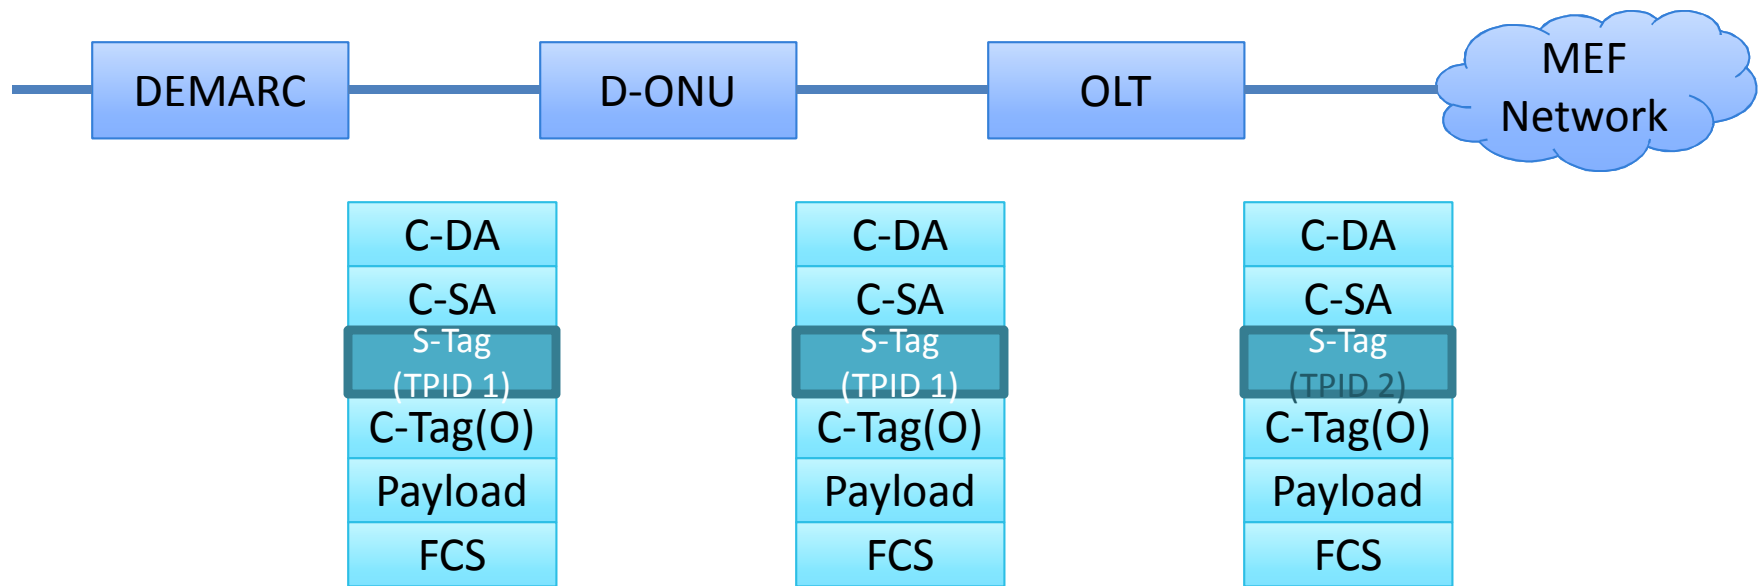 DEMARC
D-ONU
OLT
MEF
Network
C-DA
C-SA
S-Tag
(TPID 1)
C-Tag(O)
Payload
FCS
C-DA
C-SA
S-Tag
(TPID 1)
C-Tag(O)
Payload
FCS
C-DA
C-SA
S-Tag
(TPID 2)
C-Tag(O)
Payload
FCS